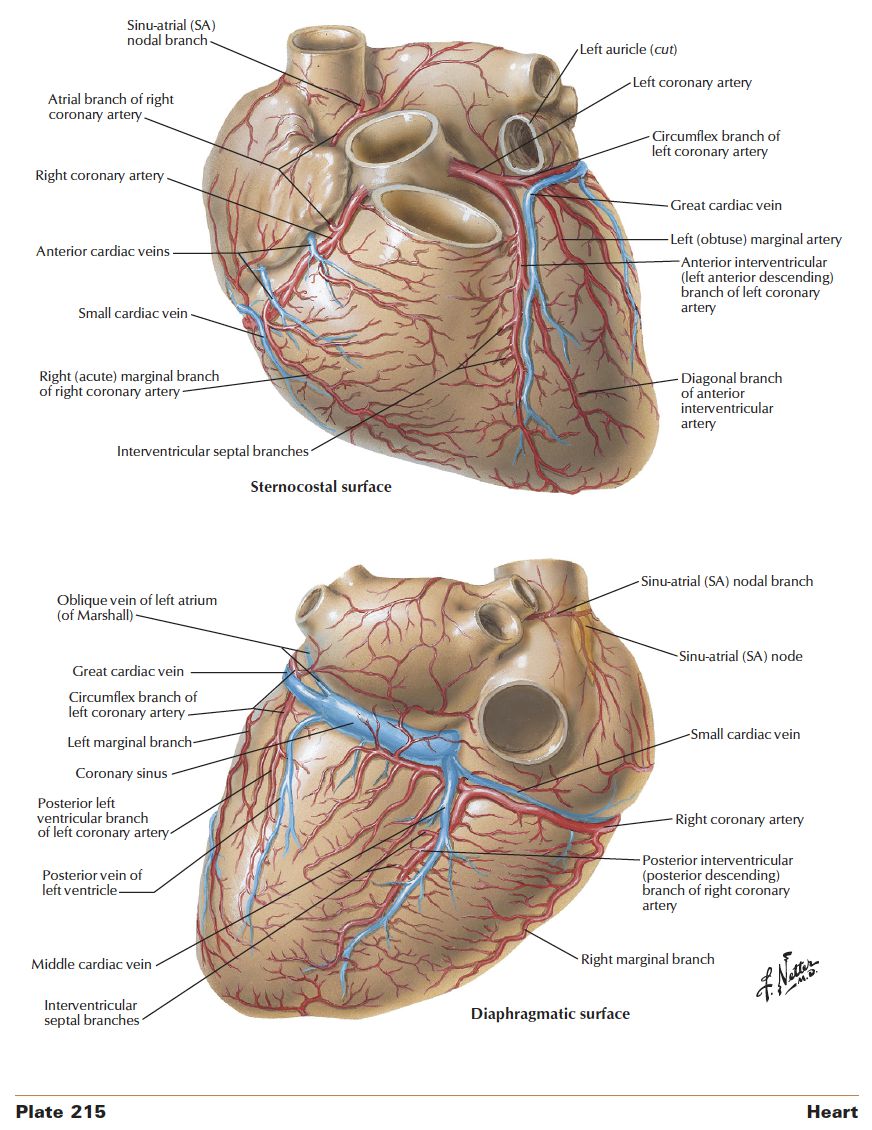 Sinu-atrial (SA)
nodal branch
Atrial branch of right
coronary artery
Right coronary artery
Anterior cardiac veins
Small cardiac vein
Right (acute) marginal branch
of right coronary artery
Interventricular septal branches
Left auricle (cut)
Left coronary artery
Circumflex branch of
left coronary artery
Great cardiac vein
Left (obtuse) marginal artery
Anterior interventricular
(left anterior descending)
branch of left coronary
artery
Diagonal branch
of anterior
interventricular
artery
Sternocostal surface
Oblique vein of left atrium
(of Marshall)
Great cardiac vein
Circumflex branch of
left coronary artery
Left marginal branch
Coronary sinus
Posterior left
ventricular branch
of left coronary artery
Posterior vein of
left ventricle
Middle cardiac vein
Interventricular
septal branches
Sinu-atrial (SA) nodal branch
Sinu-atrial (SA) node
Small cardiac vein
Right coronary artery
Posterior interventricular
(posterior descending)
branch of right coronary
artery
Right marginal branch
Diaphragmatic surface
F. Netter
M.D.
Plate 215
Heart